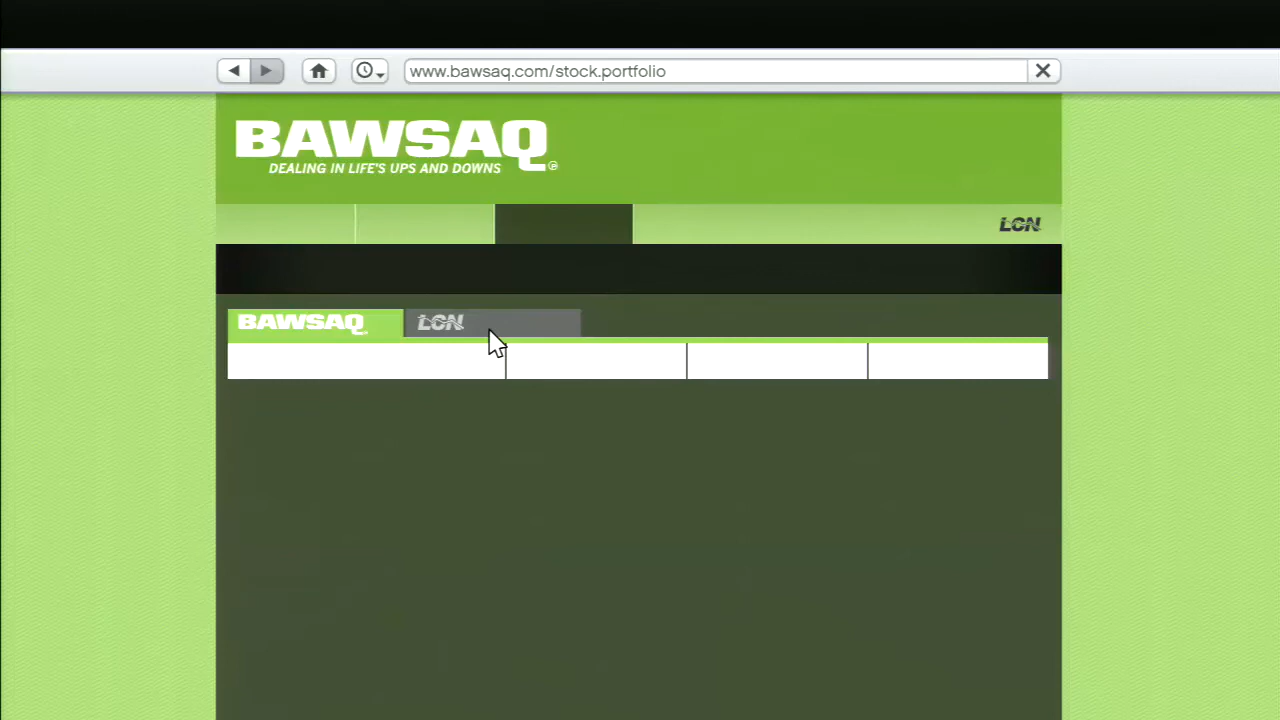 www.bawsaq.com/stock.portfolio
BAWSAQ
DEALING IN LIFE'S UPS AND DOWNS
LCN
BAWSAQ LCN